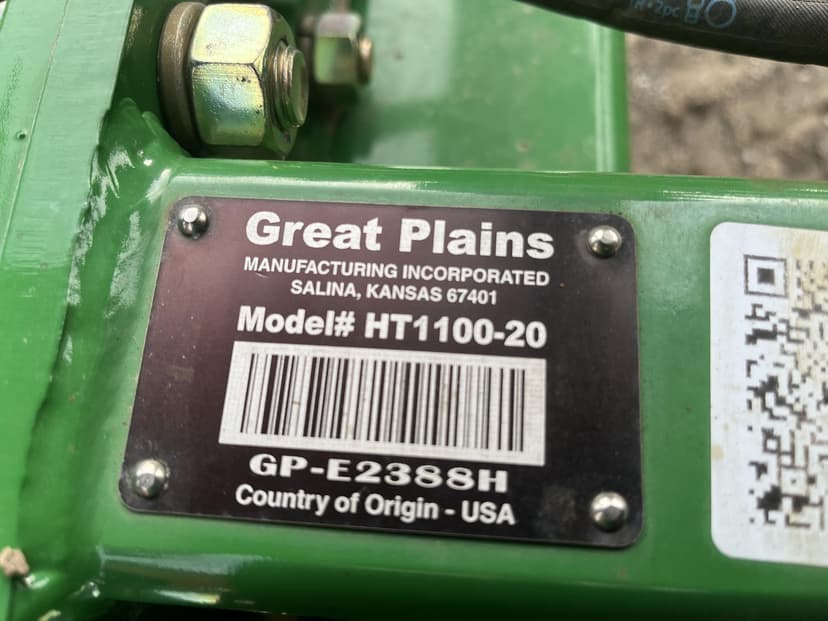 Great Plains
MANUFACTURING INCORPORATED
SALINA, KANSAS 67401
Model# HT1100-20
GP-E2388H
Country of Origin - USA